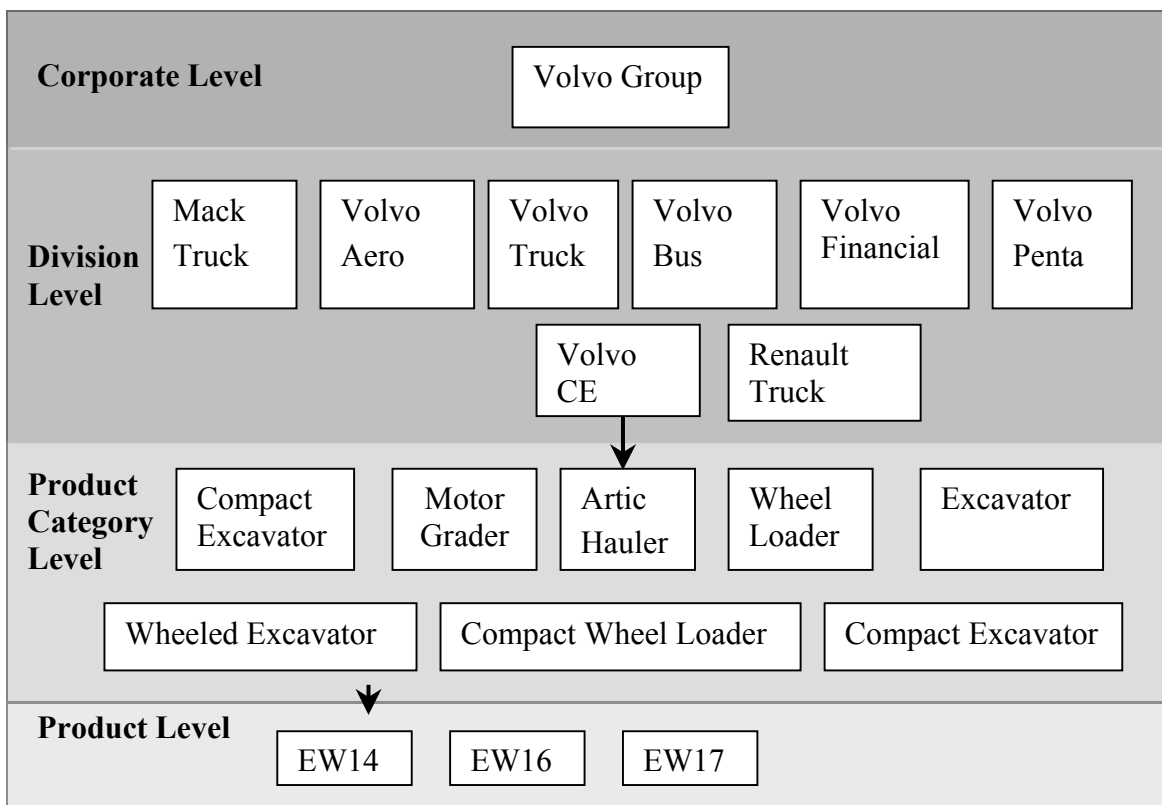 Corporate Level
Volvo Group
Division
Level
Mack
Truck
Volvo
Aero
Volvo
Truck
Volvo
Bus
Volvo
Financial
Volvo
Penta
Volvo
CE
Renault
Truck
Product
Category
Level
Compact
Excavator
Motor
Grader
Artic
Hauler
Wheel
Loader
Excavator
Wheeled Excavator
Compact Wheel Loader
Compact Excavator
Product Level
EW14
EW16
EW17